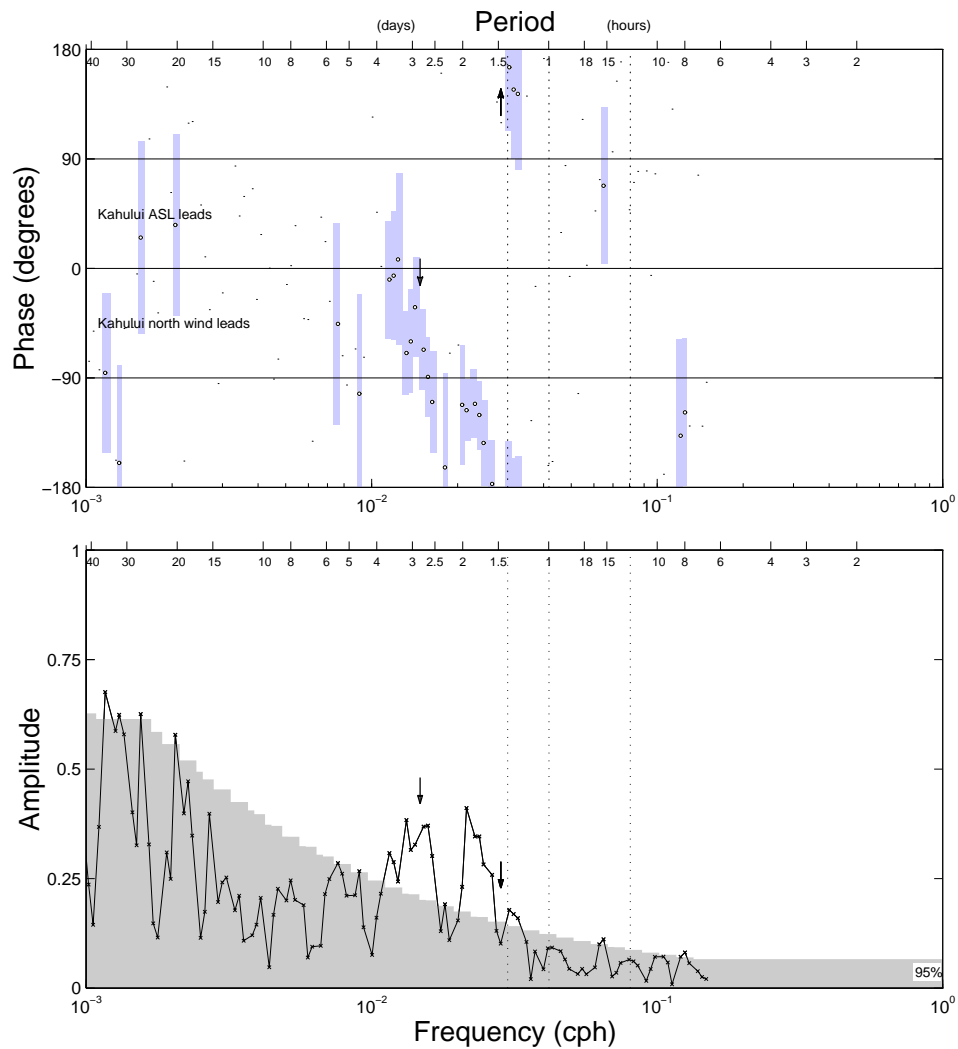 Period
(days)
(hours)
180
40 30 20 15 10 8 6 5 4 3 2.5 2 1.5 1 18 15 10 8 6 4 3 2
90
Kahului ASL leads
0
Kahului north wind leads
−90
−180
Phase (degrees)
10−3 10−2 10−1 100
1
40 30 20 15 10 8 6 5 4 3 2.5 2 1.5 1 18 15 10 8 6 4 3 2
0.75
0.5
0.25
95%
0
Amplitude
10−3 10−2 10−1 100
Frequency (cph)